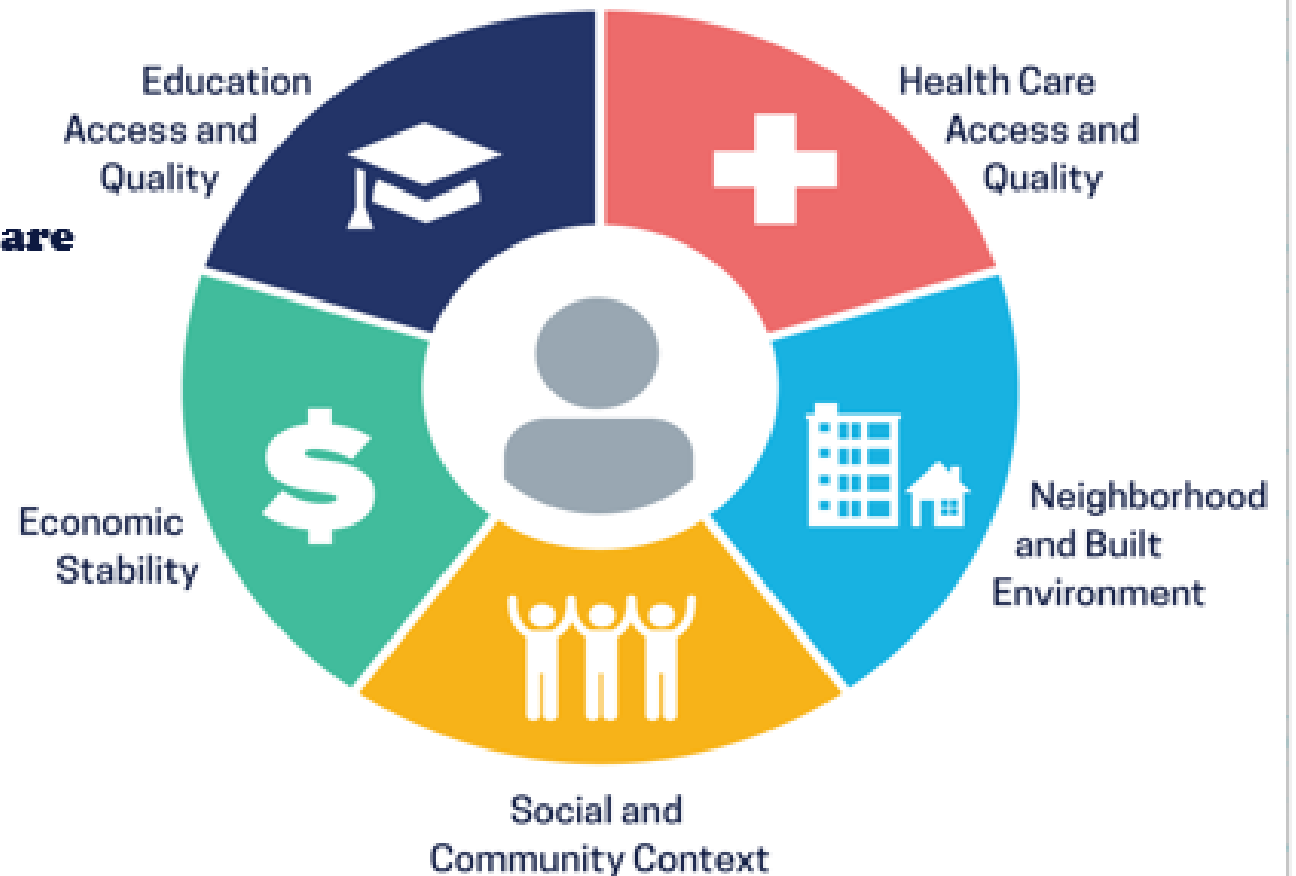 Education
Access and
Quality
are
Health Care
Access and
Quality
Economic
Stability
Neighborhood
and Built
Environment
Social and
Community Context